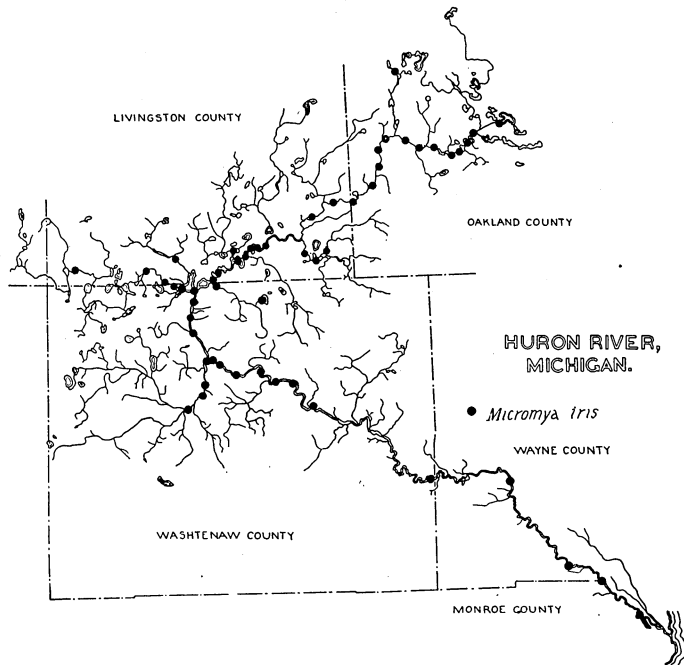 LIVINGSTON COUNTY
OAKLAND COUNTY
HURON RIVER,
MICHIGAN.
Micromya iris
WAYNE COUNTY
WASHTENAW COUNTY
MONROE COUNTY